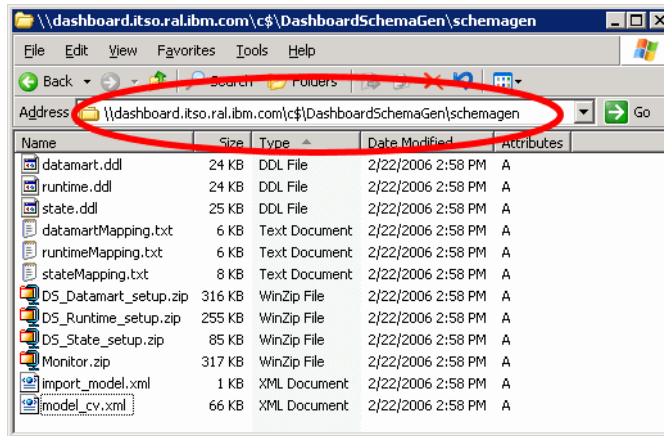 \\dashboard.itso.ral.ibm.com\c$\DashboardSchemaGen\schemagen
File Edit View Favorites Tools Help
Back Search Folders
Address \\dashboard.itso.ral.ibm.com\c$\DashboardSchemaGen\schemagen Go
Name Size Type Date Modified Attributes
datamart.ddl 24 KB DDL File 2/22/2006 2:58 PM A
runtime.ddl 24 KB DDL File 2/22/2006 2:58 PM A
state.ddl 25 KB DDL File 2/22/2006 2:58 PM A
datamartMapping.txt 6 KB Text Document 2/22/2006 2:58 PM A
runtimeMapping.txt 6 KB Text Document 2/22/2006 2:58 PM A
stateMapping.txt 8 KB Text Document 2/22/2006 2:58 PM A
DS_Datamart_setup.zip 316 KB WinZip File 2/22/2006 2:58 PM A
DS_Runtime_setup.zip 255 KB WinZip File 2/22/2006 2:58 PM A
DS_State_setup.zip 85 KB WinZip File 2/22/2006 2:58 PM A
Monitor.zip 317 KB WinZip File 2/22/2006 2:58 PM A
import_model.xml 1 KB XML Document 2/22/2006 2:58 PM A
model_cv.xml 66 KB XML Document 2/22/2006 2:58 PM A